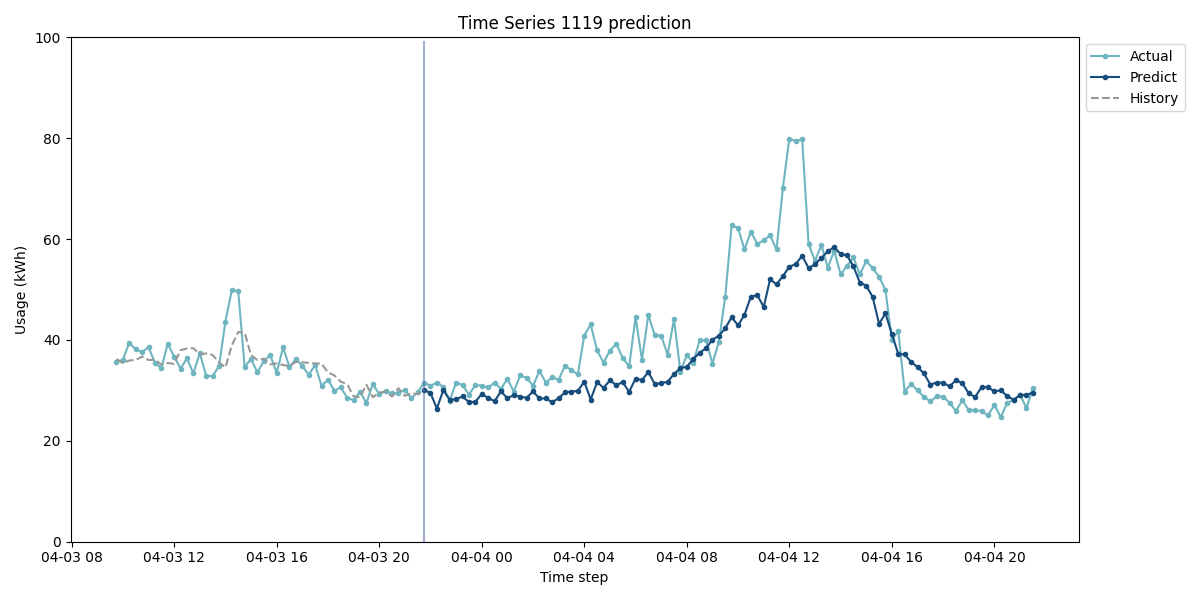 Time Series 1119 prediction
100
80
60
40
20
0
Usage (kWh)
04-03 08
04-03 12
04-03 16
04-03 20
04-04 00
04-04 04
04-04 08
04-04 12
04-04 16
04-04 20
Time step
Actual
Predict
History